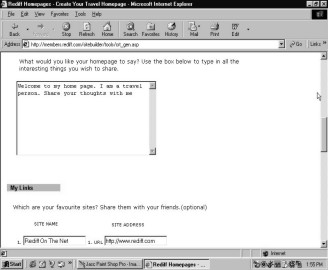 Rediff Homepages - Create Your Travel Homepage - Microsoft Internet Explorer
File Edit View Favorites Tools Help
Back Stop Refresh Home Search Favorites History Mail Print Edit
Address http://members.rediff.com/sitebuilder/tools/crt_gen.asp Go Links »
What would you like your homepage to say? Use the box below to type in all the
interesting things you wish to share.
Welcome to my home page. I am a travel
person. Share your thoughts with me
My Links
Which are your favourite sites? Share them with your friends.(optional)
SITE NAME SITE ADDRESS
1. Rediff On The Net 1. URL http://www.rediff.com
Internet
Start Jasc Paint Shop Pro - Ima... Rediff Homepages - ... 1:55 PM